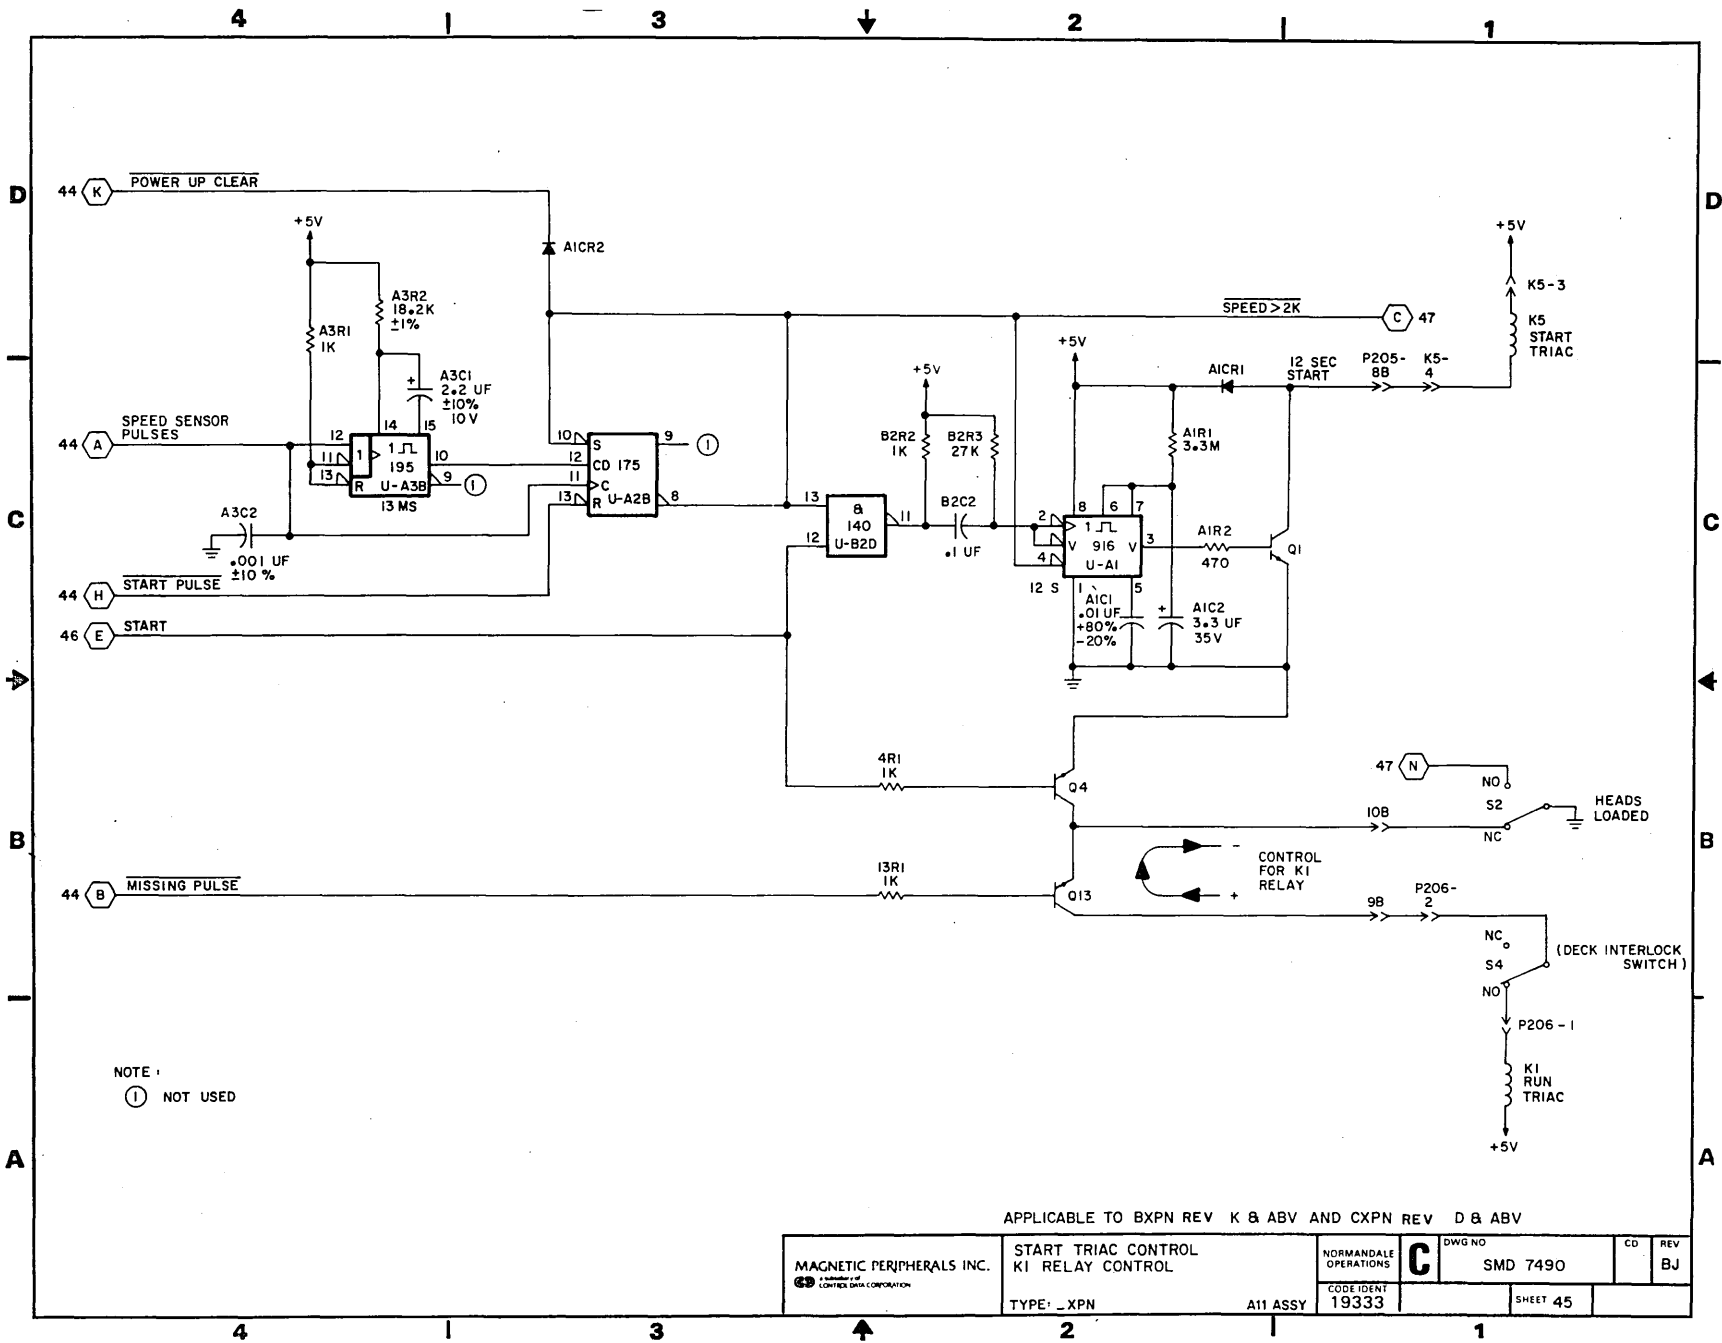 4 3 2 1
D
D
44 K POWER UP CLEAR
+5V
+5V
A1CR2
K5-3
A3R2
18.2K
±1%
SPEED>2K
C 47
K5
START
TRIAC
A3R1
1K
+5V
A3C1
2.2 UF
±10%
10V
+5V
A1CR1
12 SEC
START
P205-
8B
K5-
4
44 A SPEED SENSOR
PULSES
14 15
12
11
13
1
1
195
R U-A3B
10
9
1
13 MS
10
12
11
13
S
CD 175
C
R
U-A2B
9
8
1
B2R2
1K
B2R3
27K
A1R1
3.3M
C
C
A3C2
.001 UF
±10%
13
12
&
140
U-B2D
11
B2C2
.1 UF
8 6 7
2
4
1
V 916 V
U-A1
3
12 S
1 5
A1R2
470
Q1
44 H START PULSE
A1C1
.01UF
+80%
-20%
A1C2
3.3 UF
35V
46 E START
4R1
1K
Q4
47 N
NO
S2
NC
HEADS
LOADED
10B
B
B
CONTROL
FOR K1
RELAY
-
+
44 B MISSING PULSE
13R1
1K
Q13
9B
P206-
2
NC
S4
NO
(DECK INTERLOCK
SWITCH)
P206-1
K1
RUN
TRIAC
+5V
NOTE:
1 NOT USED
A
A
APPLICABLE TO BXPN REV K & ABV AND CXPN REV D & ABV
MAGNETIC PERIPHERALS INC.
a subsidiary of
CONTROL DATA CORPORATION
START TRIAC CONTROL
K1 RELAY CONTROL
TYPE: _XPN A11 ASSY
NORMANDALE
OPERATIONS
C
DWG NO
SMD 7490
CD
REV
BJ
CODE IDENT
19333
SHEET 45
4 3 2 1